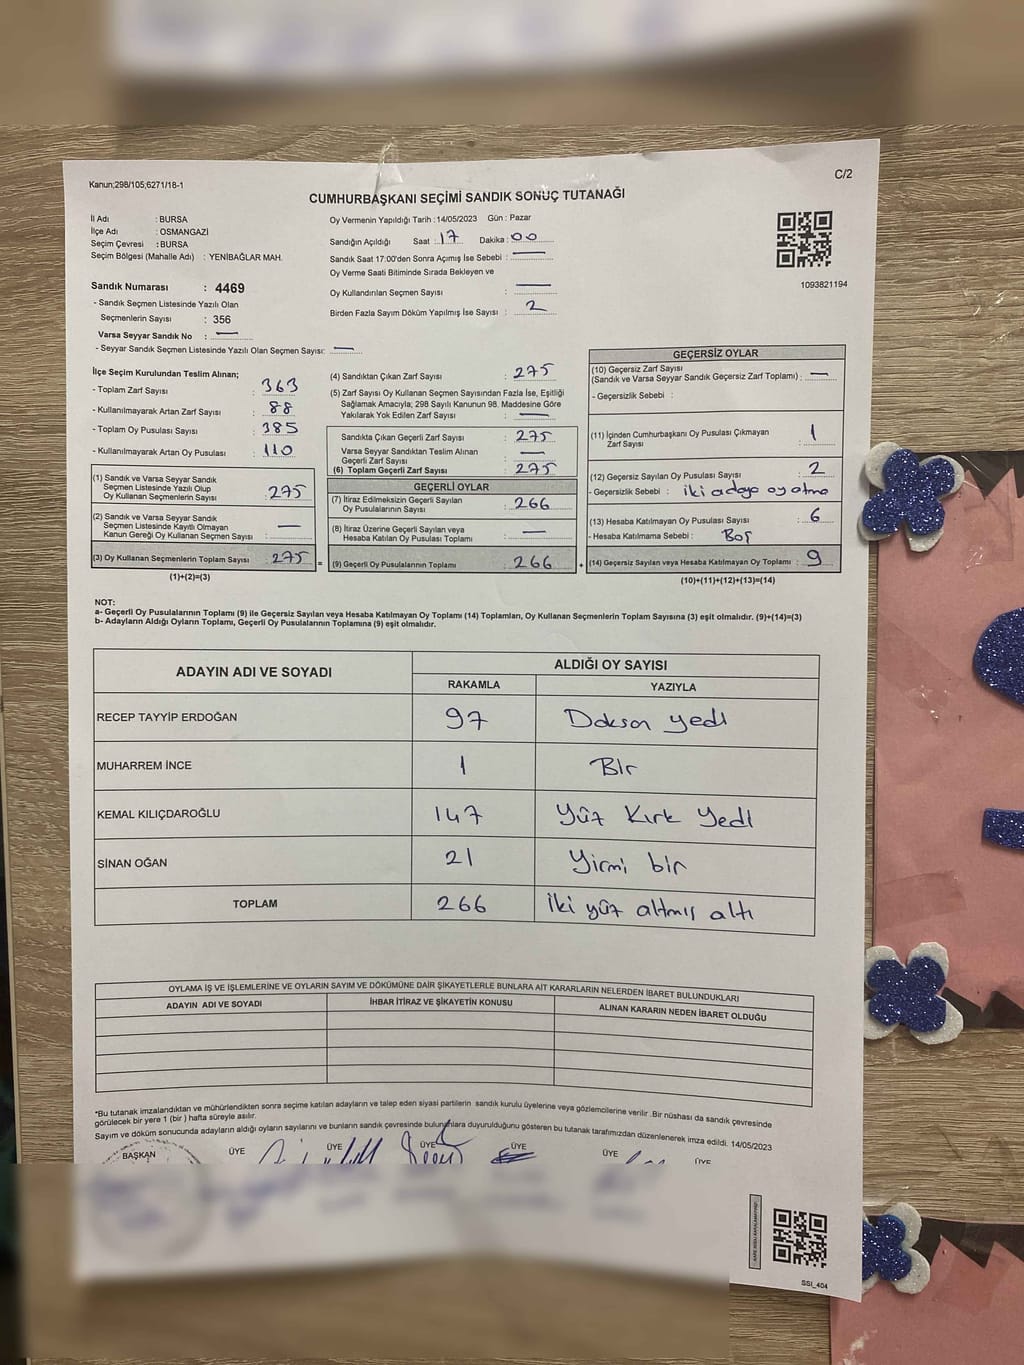 Kanun;298/105;6271/18-1
C/2
CUMHURBAŞKANI SEÇİMİ SANDIK SONUÇ TUTANAĞI
İl Adı : BURSA
İlçe Adı : OSMANGAZİ
Seçim Çevresi : BURSA
Seçim Bölgesi (Mahalle Adı) : YENİBAĞLAR MAH.
Sandık Numarası : 4469
- Sandık Seçmen Listesinde Yazılı Olan
Seçmenlerin Sayısı : 356
Varsa Seyyar Sandık No : —
- Seyyar Sandık Seçmen Listesinde Yazılı Olan Seçmen Sayısı: —
Oy Vermenin Yapıldığı Tarih : 14/05/2023 Gün : Pazar
Sandığın Açıldığı Saat : 17 Dakika : 00
Sandık Saat 17:00'den Sonra Açımış İse Sebebi : —
Oy Verme Saati Bitiminde Sırada Bekleyen ve
Oy Kullandırılan Seçmen Sayısı : —
Birden Fazla Sayım Döküm Yapılmış İse Sayısı : 2
1093821194
İlçe Seçim Kurulundan Teslim Alınan;
- Toplam Zarf Sayısı : 363
- Kullanılmayarak Artan Zarf Sayısı : 88
- Toplam Oy Pusulası Sayısı : 385
- Kullanılmayarak Artan Oy Pusulası : 110
(1) Sandık ve Varsa Seyyar Sandık
Seçmen Listesinde Yazılı Olup
Oy Kullanan Seçmenlerin Sayısı : 275
(2) Sandık ve Varsa Seyyar Sandık
Seçmen Listesinde Kayıtlı Olmayan
Kanun Gereği Oy Kullanan Seçmen Sayısı : —
(3) Oy Kullanan Seçmenlerin Toplam Sayısı : 275
(1)+(2)=(3)
(4) Sandıktan Çıkan Zarf Sayısı : 275
(5) Zarf Sayısı Oy Kullanan Seçmen Sayısından Fazla İse, Eşitliği
Sağlamak Amacıyla; 298 Sayılı Kanunun 98. Maddesine Göre
Yakılarak Yok Edilen Zarf Sayısı : —
Sandıkta Çıkan Geçerli Zarf Sayısı : 275
Varsa Seyyar Sandıktan Teslim Alınan
Geçerli Zarf Sayısı : —
(6) Toplam Geçerli Zarf Sayısı : 275
GEÇERLİ OYLAR
(7) İtiraz Edilmeksizin Geçerli Sayılan
Oy Pusulalarının Sayısı : 266
(8) İtiraz Üzerine Geçerli Sayılan veya
Hesaba Katılan Oy Pusulası Toplamı : —
= (9) Geçerli Oy Pusulalarının Toplamı : 266 +
GEÇERSİZ OYLAR
(10) Geçersiz Zarf Sayısı
(Sandık ve Varsa Seyyar Sandık Geçersiz Zarf Toplamı) : —
- Geçersizlik Sebebi :
(11) İçinden Cumhurbaşkanı Oy Pusulası Çıkmayan
Zarf Sayısı : 1
(12) Geçersiz Sayılan Oy Pusulası Sayısı : 2
- Geçersizlik Sebebi : iki adaya oy atma
(13) Hesaba Katılmayan Oy Pusulası Sayısı : 6
- Hesaba Katılmama Sebebi : Boş
(14) Geçersiz Sayılan veya Hesaba Katılmayan Oy Toplamı : 9
(10)+(11)+(12)+(13)=(14)
NOT:
a- Geçerli Oy Pusulalarının Toplamı (9) ile Geçersiz Sayılan veya Hesaba Katılmayan Oy Toplamı (14) Toplamları, Oy Kullanan Seçmenlerin Toplam Sayısına (3) eşit olmalıdır. (9)+(14)=(3)
b- Adayların Aldığı Oyların Toplamı, Geçerli Oy Pusulalarının Toplamına (9) eşit olmalıdır.
ADAYIN ADI VE SOYADI ALDIĞI OY SAYISI
RAKAMLA YAZIYLA
RECEP TAYYİP ERDOĞAN 97 Doksan yedi
MUHARREM İNCE 1 Bir
KEMAL KILIÇDAROĞLU 147 Yüz Kırk Yedi
SİNAN OĞAN 21 Yirmi bir
TOPLAM 266 İki yüz altmış altı
OYLAMA İŞ VE İŞLEMLERİNE VE OYLARIN SAYIM VE DÖKÜMÜNE DAİR ŞİKAYETLERLE BUNLARA AİT KARARLARIN NELERDEN İBARET BULUNDUKLARI
ADAYIN ADI VE SOYADI İHBAR İTİRAZ VE ŞİKAYETİN KONUSU ALINAN KARARIN NEDEN İBARET OLDUĞU
*Bu tutanak imzalandıktan ve mühürlendikten sonra seçime katılan adayların ve talep eden siyasi partilerin sandık kurulu üyelerine veya gözlemcilerine verilir .Bir nüshası da sandık çevresinde
görülecek bir yere 1 (bir ) hafta süreyle asılır.
Sayım ve döküm sonucunda adayların aldığı oyların sayılarını ve bunların sandık çevresinde bulunanlara duyurulduğunu gösteren bu tutanak tarafımızdan düzenlenerek imza edildi. 14/05/2023
BAŞKAN ÜYE ÜYE ÜYE ÜYE ÜYE ÜYE
SSI_404